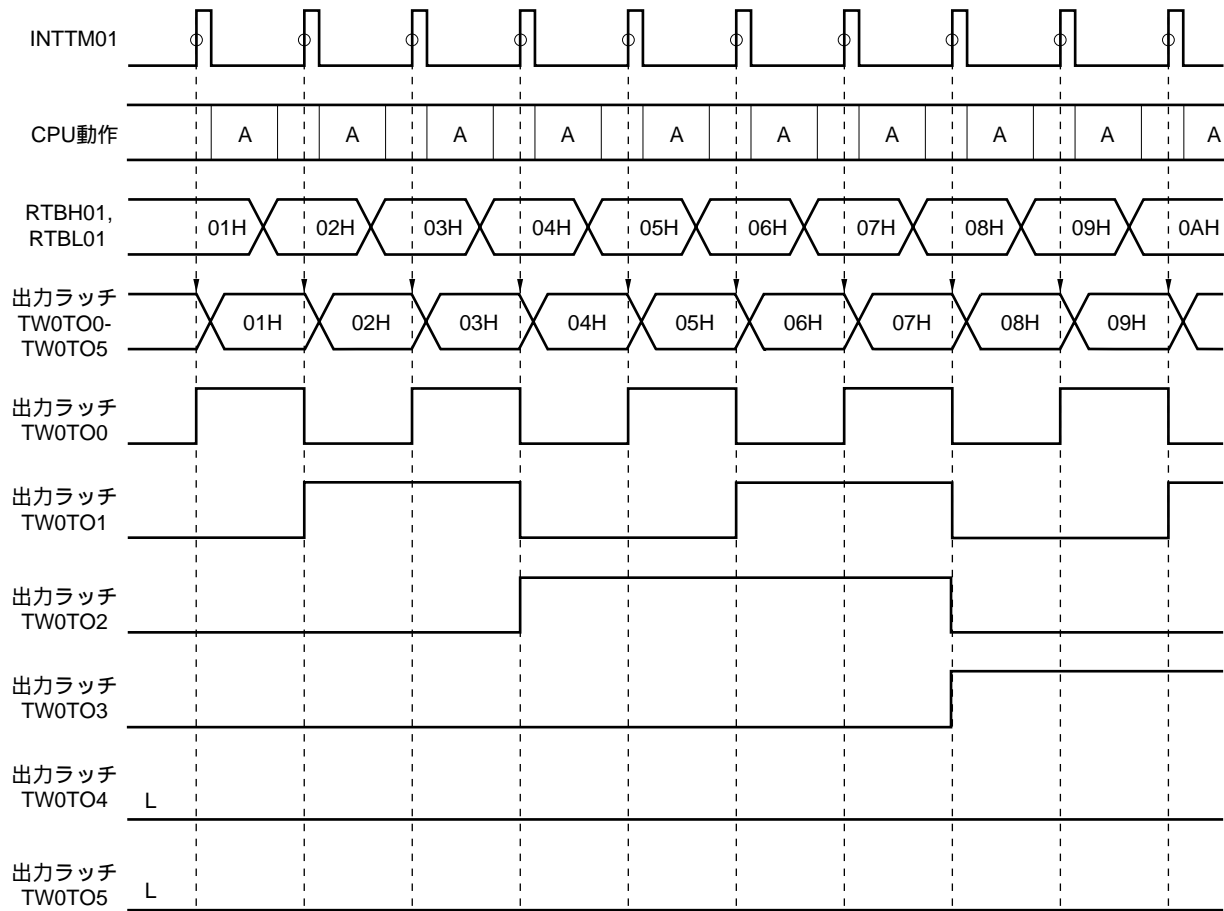 INTTM01
CPU動作
A A A A A A A A A A
RTBH01,
RTBL01
01H 02H 03H 04H 05H 06H 07H 08H 09H 0AH
出力ラッチ
TW0TO0-
TW0TO5
01H 02H 03H 04H 05H 06H 07H 08H 09H
出力ラッチ
TW0TO0
出力ラッチ
TW0TO1
出力ラッチ
TW0TO2
出力ラッチ
TW0TO3
出力ラッチ
TW0TO4
L
出力ラッチ
TW0TO5
L